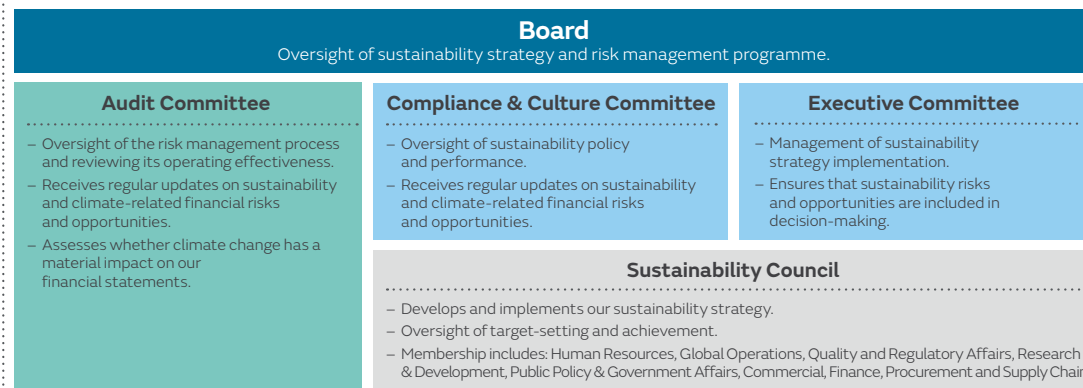 Board
Oversight of sustainability strategy and risk management programme.
Audit Committee
– Oversight of the risk management process
and reviewing its operating effectiveness.
– Receives regular updates on sustainability
and climate-related financial risks
and opportunities.
– Assesses whether climate change has a
material impact on our
financial statements.
Compliance & Culture Committee
– Oversight of sustainability policy
and performance.
– Receives regular updates on sustainability
and climate-related financial risks
and opportunities.
Executive Committee
– Management of sustainability
strategy implementation.
– Ensures that sustainability risks
and opportunities are included in
decision-making.
Sustainability Council
– Develops and implements our sustainability strategy.
– Oversight of target-setting and achievement.
– Membership includes: Human Resources, Global Operations, Quality and Regulatory Affairs, Research
& Development, Public Policy & Government Affairs, Commercial, Finance, Procurement and Supply Chain